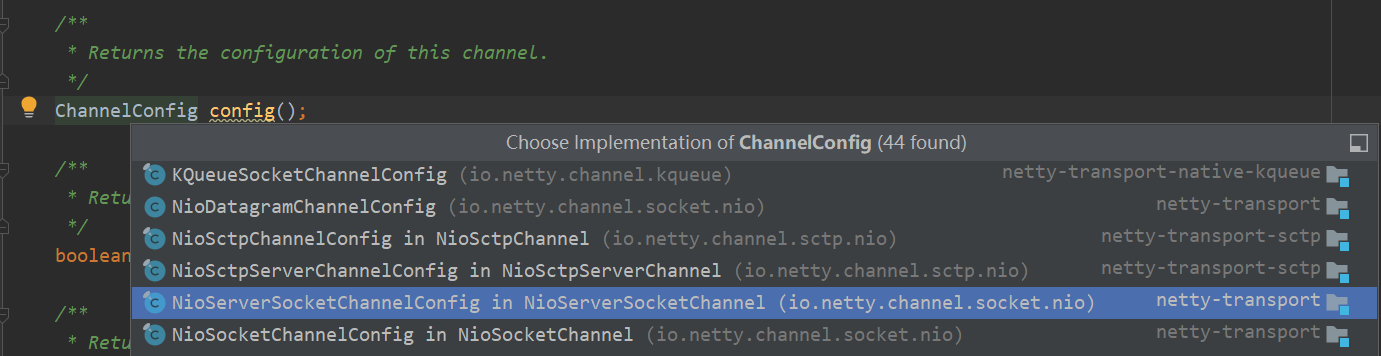 /**
* Returns the configuration of this channel.
*/
ChannelConfig config();
Choose Implementation of ChannelConfig (44 found)
/**
KQueueSocketChannelConfig (io.netty.channel.kqueue) netty-transport-native-kqueue
* Retu
NioDatagramChannelConfig (io.netty.channel.socket.nio) netty-transport
*/
NioSctpChannelConfig in NioSctpChannel (io.netty.channel.sctp.nio) netty-transport-sctp
boolean
NioSctpServerChannelConfig in NioSctpServerChannel (io.netty.channel.sctp.nio) netty-transport-sctp
NioServerSocketChannelConfig in NioServerSocketChannel (io.netty.channel.socket.nio) netty-transport
/**
NioSocketChannelConfig in NioSocketChannel (io.netty.channel.socket.nio) netty-transport
* Retu